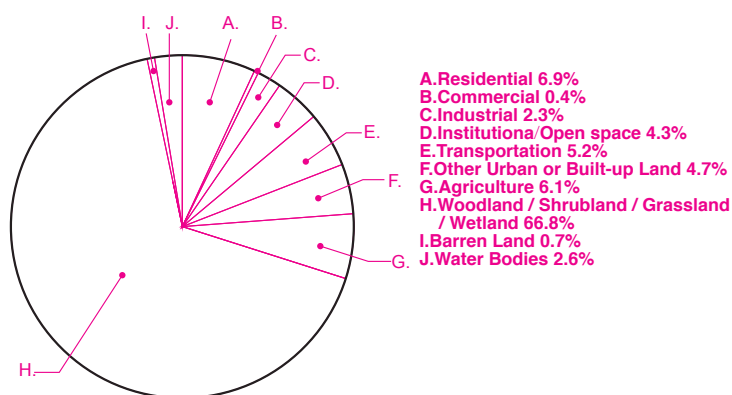 I.
J.
A.
B.
C.
D.
E.
F.
G.
H.
A.Residential 6.9%
B.Commercial 0.4%
C.Industrial 2.3%
D.Institutiona/Open space 4.3%
E.Transportation 5.2%
F.Other Urban or Built-up Land 4.7%
G.Agriculture 6.1%
H.Woodland / Shrubland / Grassland
/ Wetland 66.8%
I.Barren Land 0.7%
J.Water Bodies 2.6%